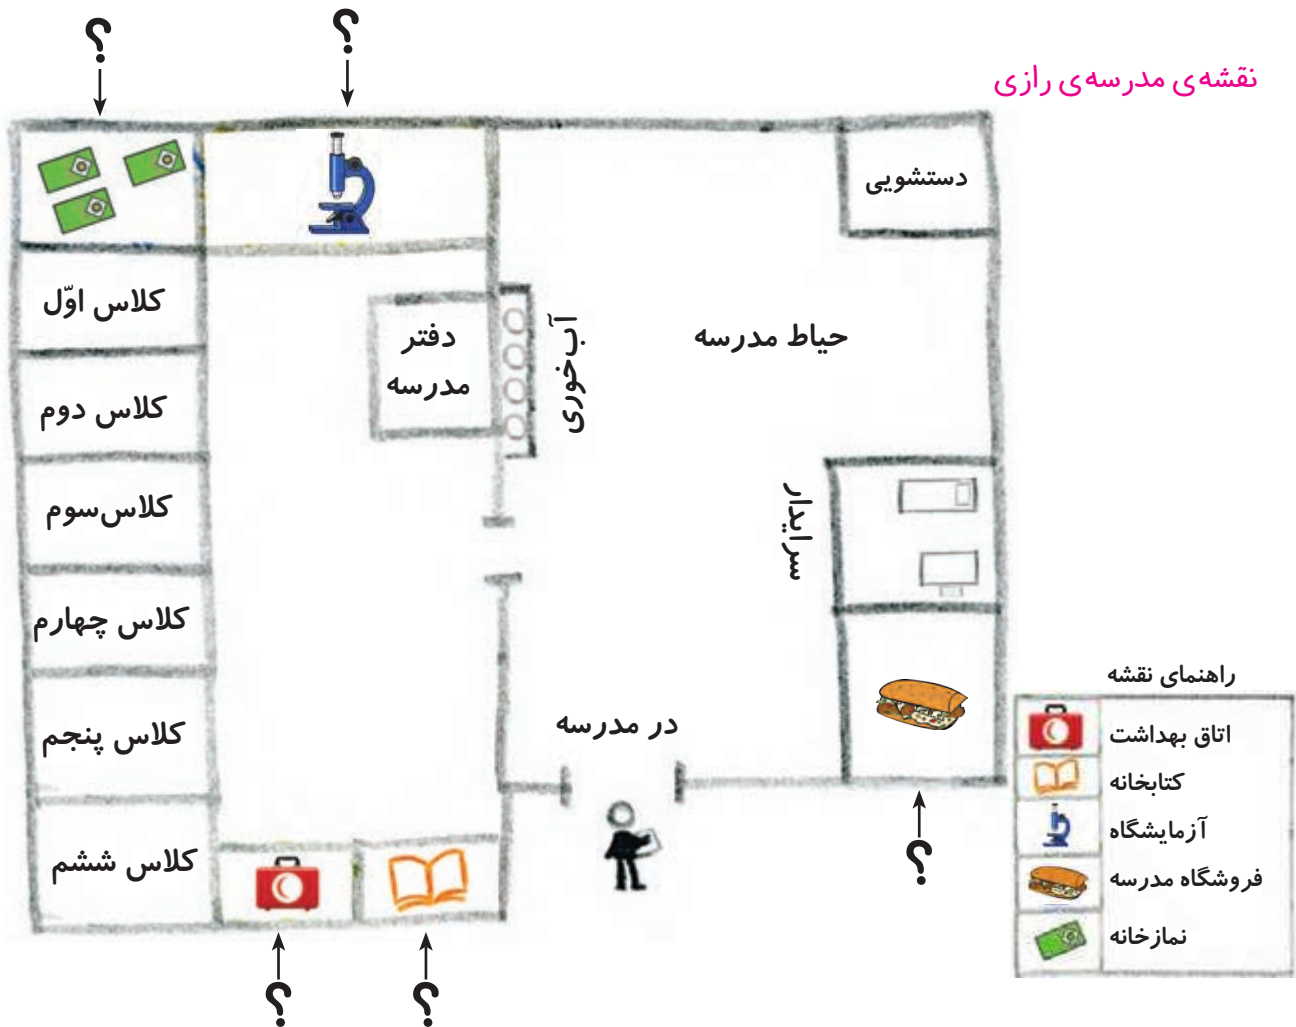 ؟
؟
نقشه‌ی مدرسه‌ی رازی
دستشویی
کلاس اوّل
دفتر
مدرسه
آب‌خوری
حیاط مدرسه
کلاس دوم
کلاس سوم
سرایدار
کلاس چهارم
کلاس پنجم
در مدرسه
کلاس ششم
؟
؟
؟
راهنمای نقشه
اتاق بهداشت
کتابخانه
آزمایشگاه
فروشگاه مدرسه
نمازخانه